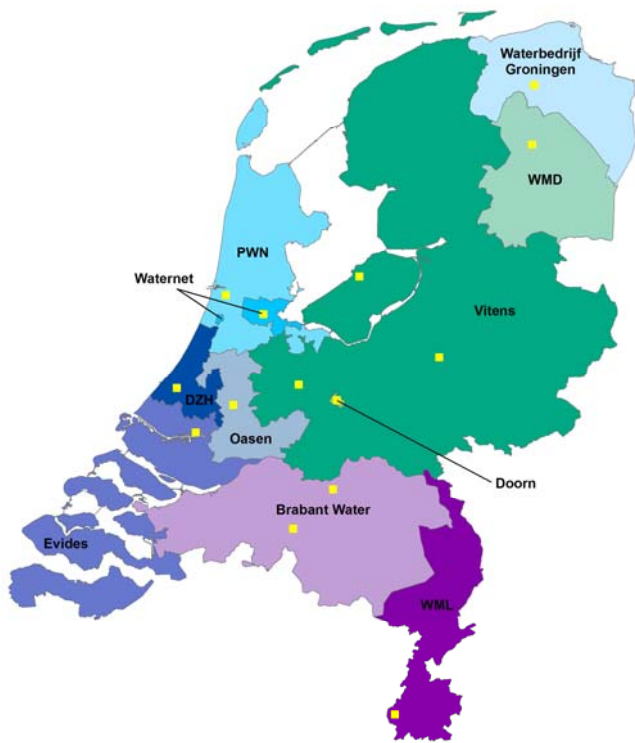 Waterbedrijf
Groningen
WMD
PWN
Waternet
Vitens
DZH
Oasen
Doorn
Brabant Water
Evides
WML